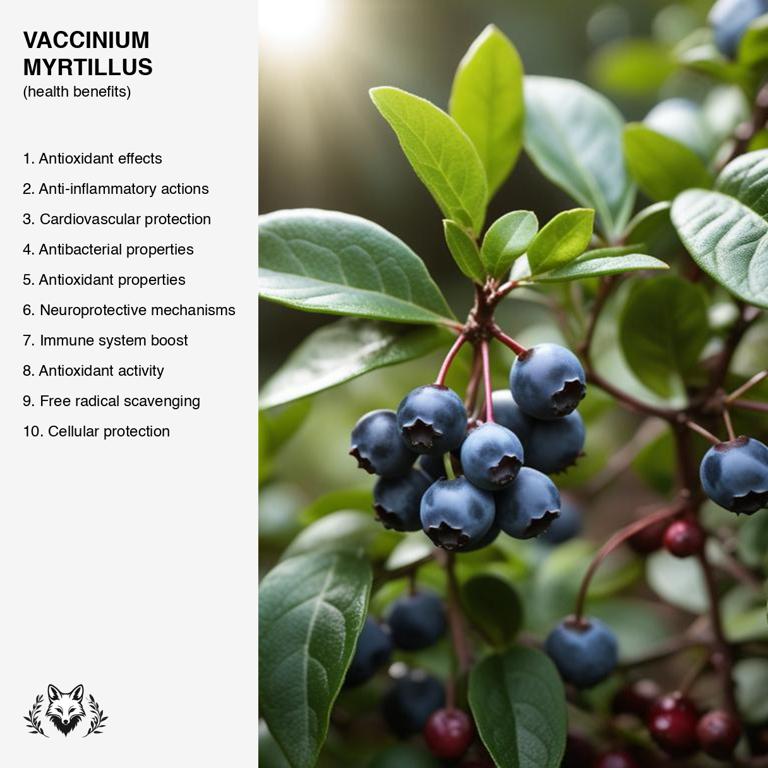 VACCINIUM
MYRTILLUS
(health benefits)
1. Antioxidant effects
2. Anti-inflammatory actions
3. Cardiovascular protection
4. Antibacterial properties
5. Antioxidant properties
6. Neuroprotective mechanisms
7. Immune system boost
8. Antioxidant activity
9. Free radical scavenging
10. Cellular protection